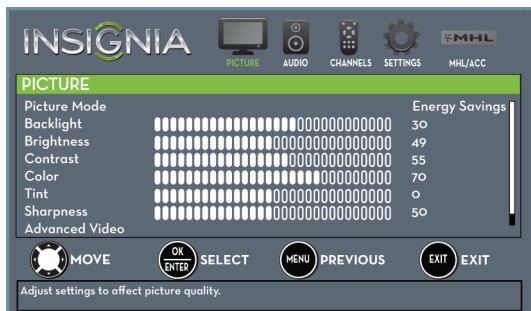 INSIGNIA
PICTURE AUDIO CHANNELS SETTINGS MHL MHL/ACC
PICTURE
Picture Mode Energy Savings
Backlight 30
Brightness 49
Contrast 55
Color 70
Tint 0
Sharpness 50
Advanced Video
MOVE OK ENTER SELECT MENU PREVIOUS EXIT EXIT
Adjust settings to affect picture quality.